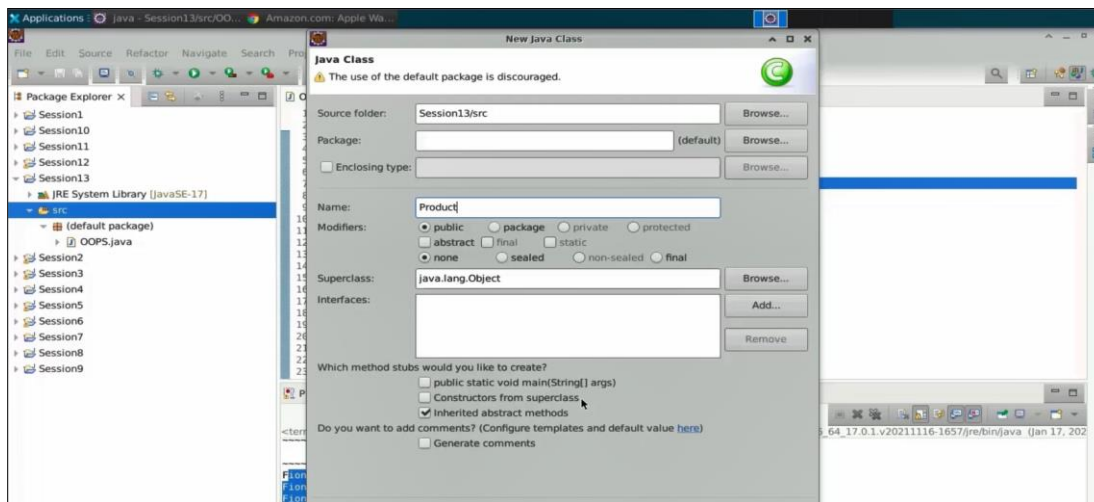 Applications
java - Session13/src/OO...
Amazon.com: Apple Wa...
New Java Class
File Edit Source Refactor Navigate Search
Java Class
The use of the default package is discouraged.
Package Explorer
Session1
Session10
Session11
Session12
Session13
JRE System Library [JavaSE-17]
src
(default package)
OOPS.java
Session2
Session3
Session4
Session5
Session6
Session7
Session8
Session9
Source folder: Session13/src Browse...
Package: (default) Browse...
Enclosing type: Browse...
Name: Product
Modifiers: public package private protected
abstract final static
none sealed non-sealed final
Superclass: java.lang.Object Browse...
Interfaces: Add...
Remove
Which method stubs would you like to create?
public static void main(String[] args)
Constructors from superclass
Inherited abstract methods
Do you want to add comments? (Configure templates and default value here)
Generate comments
_64_17.0.1.v20211116-1657/jre/bin/java (Jan 17, 202